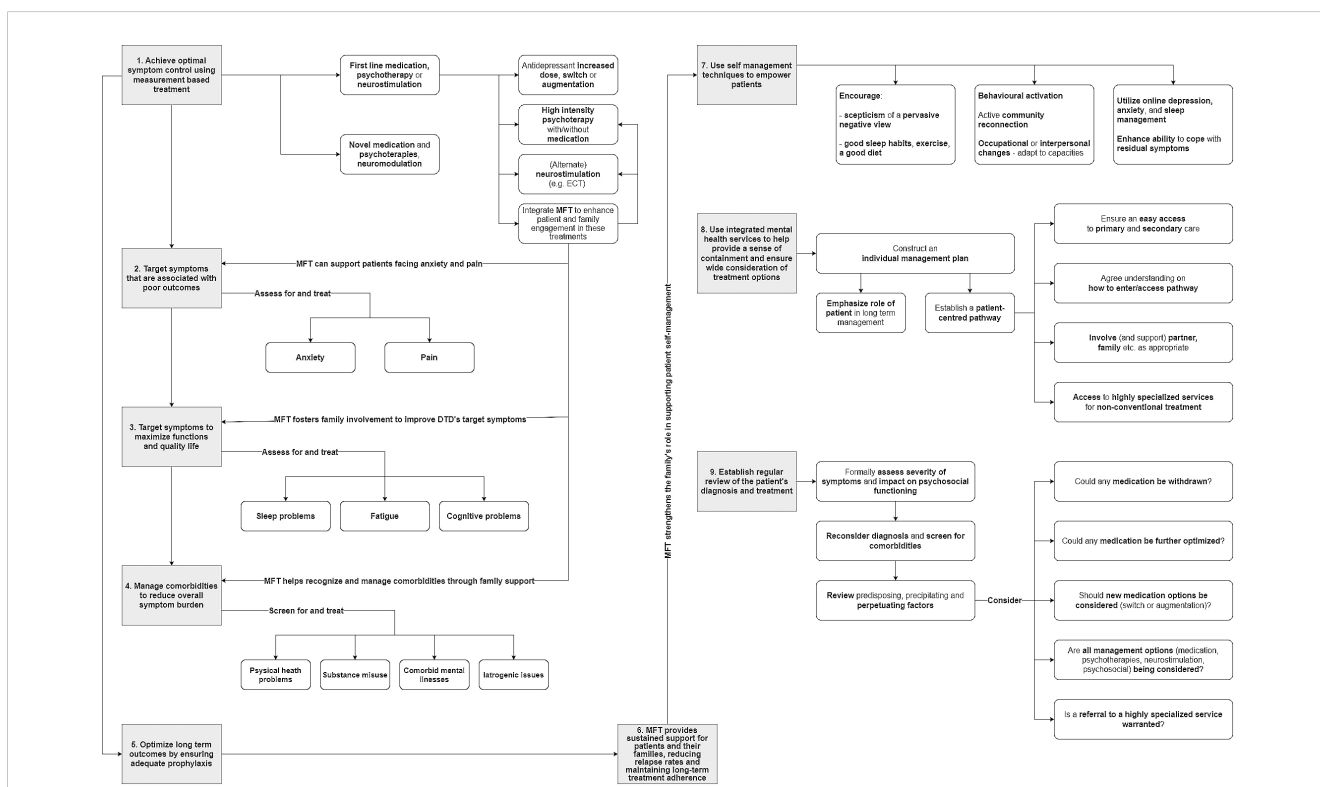 1. Achieve optimal
symptom control using
measurement based
treatment
First line medication,
psychotherapy or
neurostimulation
Antidepressant Increased
dose, switch or
augmentation
High intensity
psychoterapy
with/without
medication
Novel medication and
psychoterapies,
neuromodulation
(Alternate)
neurostimulation
(e.g. ECT)
Integrate MFT to enhance
patient and family
engagement in these
treatments
2. Target symptoms
that are associated with
poor outcomes
MFT can support patients facing anxiety and pain
Assess for and treat
Anxiety
Pain
3. Target symptoms to
maximize functions
and quality life
MFT fosters family involvement to improve DTD's target symptoms
Assess for and treat
Sleep problems
Fatigue
Cognitive problems
4. Manage comorbidities
to reduce overall
symptom burden
MFT helps recognize and manage comorbidities through family support
Screen for and treat
Psysical heath
problems
Substance misuse
Comorbid mental
linesses
Iatrogenic issues
5. Optimize long term
outcomes by ensuring
adequate prophylaxis
6. MFT provides
sustained support for
patients and their
families, reducing
relapse rates and
maintaining long-term
treatment adherence
MFT strengthens the family's role in supporting patient self-management
7. Use self management
techniques to empower
patients
Encourage:
- scepticism of a pervasive
negative view
- good sleep habits, exercise,
a good diet
Behavioural activation
Active community
reconnection
Occupational or interpersonal
changes - adapt to capacities
Utilize online depression,
anxiety, and sleep
management
Enhance ability to cope with
residual symptoms
8. Use integrated mental
health services to help
provide a sense of
containment and ensure
wide consideration of
treatment options
Construct an
individual management plan
Emphasize role of
patient in long term
management
Establish a patient-
centred pathway
Ensure an easy access
to primary and secondary care
Agree understanding on
how to enter/access pathway
Involve (and support) partner,
family etc. as appropriate
Access to highly specialized services
for non-conventional treatment
9. Establish regular
review of the patient's
diagnosis and treatment
Formally assess severity of
symptoms and impact on psychosocial
functioning
Reconsider diagnosis and screen for
comorbidities
Review predisposing, precipitating and
perpetuating factors
Consider
Could any medication be withdrawn?
Could any medication be further optimized?
Should new medication options be
considered (switch or augmentation)?
Are all management options (medication,
psychotherapies, neurostimulation,
psychosocial) being considered?
Is a referral to a highly specialized service
warranted?